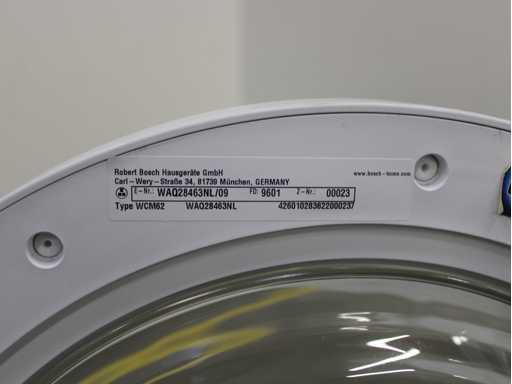 Robert Bosch Hausgeräte GmbH
Carl-Wery-Straße 34, 81739 München, GERMANY
www.bosch-home.com
E-Nr.: WAQ28463NL/09 FD: 9601 Z-Nr.: 00023
Type WCM62 WAQ28463NL 426010283622000237